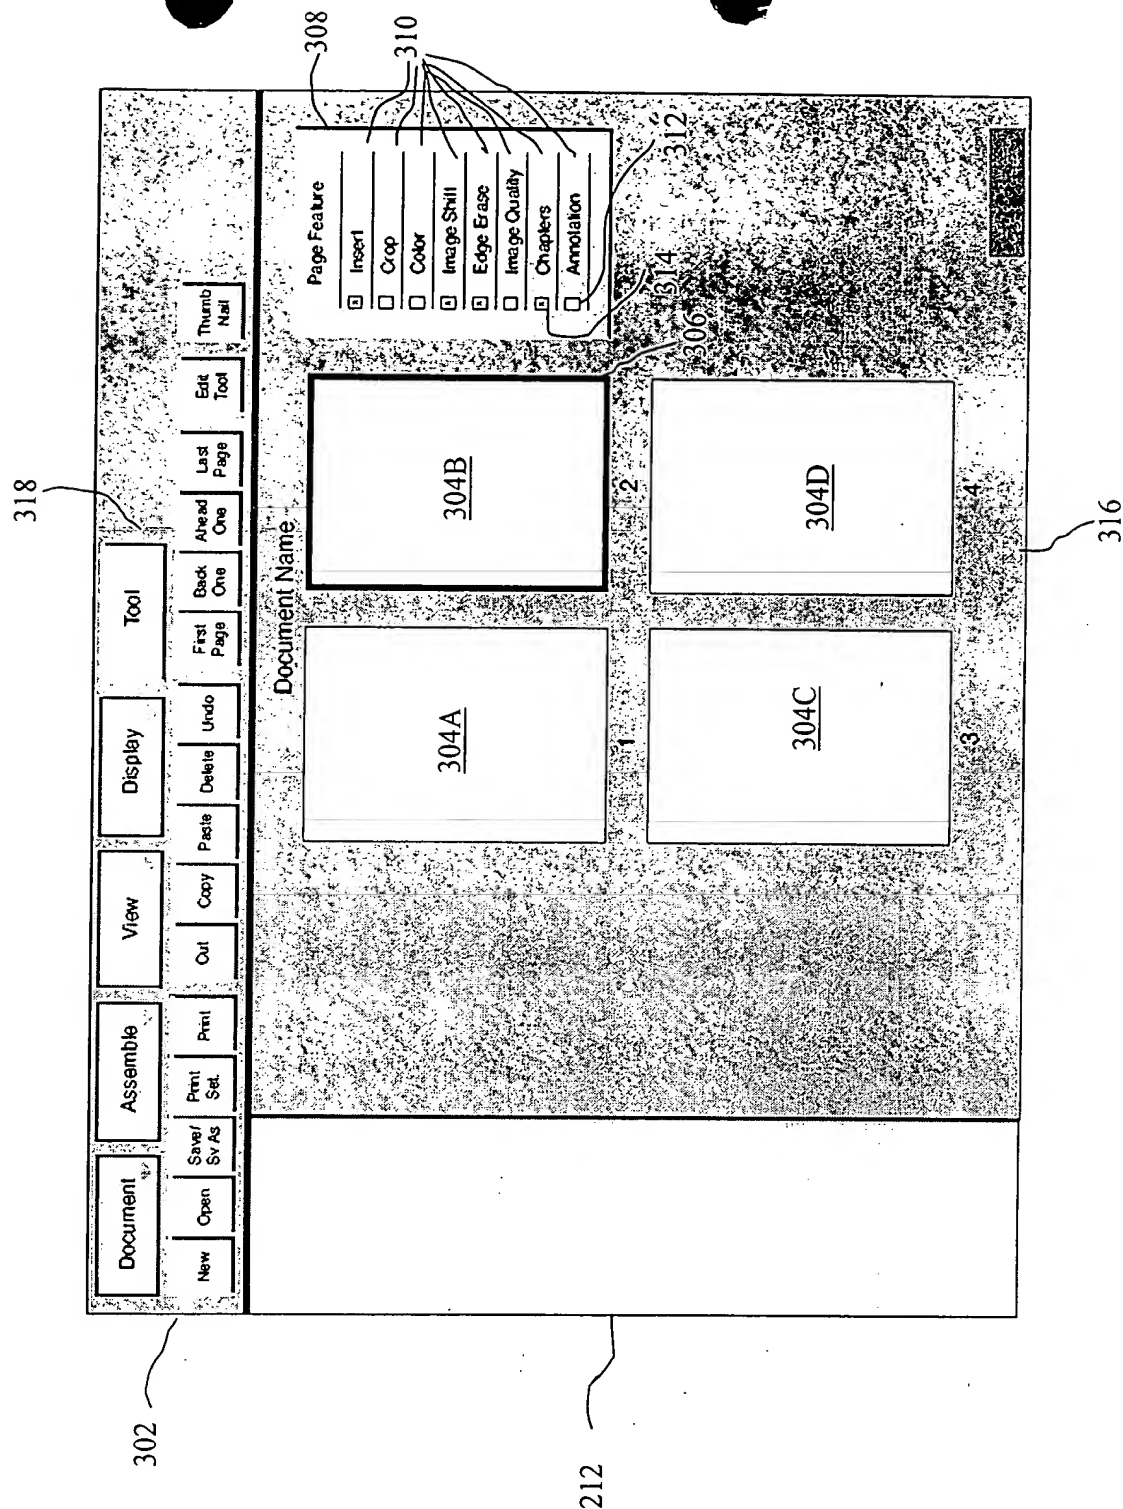 318
Document
Assemble
View
Display
Tool
New
Open
Save/
Sv As
Print
Set.
Print
Cut
Copy
Paste
Delete
Undo
First
Page
Back
One
Ahead
One
Last
Page
Edit
Tool
Thumb
Nail
302
Document Name
308
310
Page Feature
Insert
Crop
Color
Image Shift
Edge Erase
Image Quality
Chapters
Annotation
304A
304B
1
2
306
314
312
304C
304D
3
4
212
316